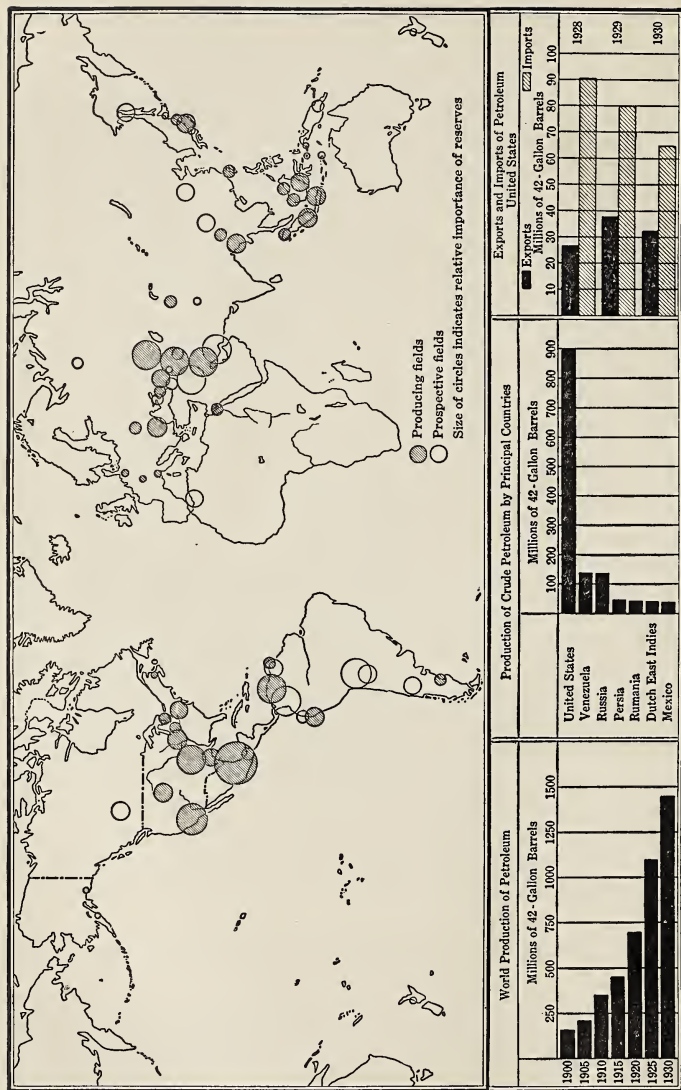 Producing fields
Prospective fields
Size of circles indicates relative importance of reserves
World Production of Petroleum
Millions of 42-Gallon Barrels
250 500 750 1000 1250 1500
1900
1905
1910
1915
1920
1925
1930
Production of Crude Petroleum by Principal Countries
Millions of 42-Gallon Barrels
100 200 300 400 500 600 700 800 900
United States
Venezuela
Russia
Persia
Rumania
Dutch East Indies
Mexico
Exports and Imports of Petroleum
United States
Exports Imports
Millions of 42-Gallon Barrels
10 20 30 40 50 60 70 80 90 100
1928
1929
1930